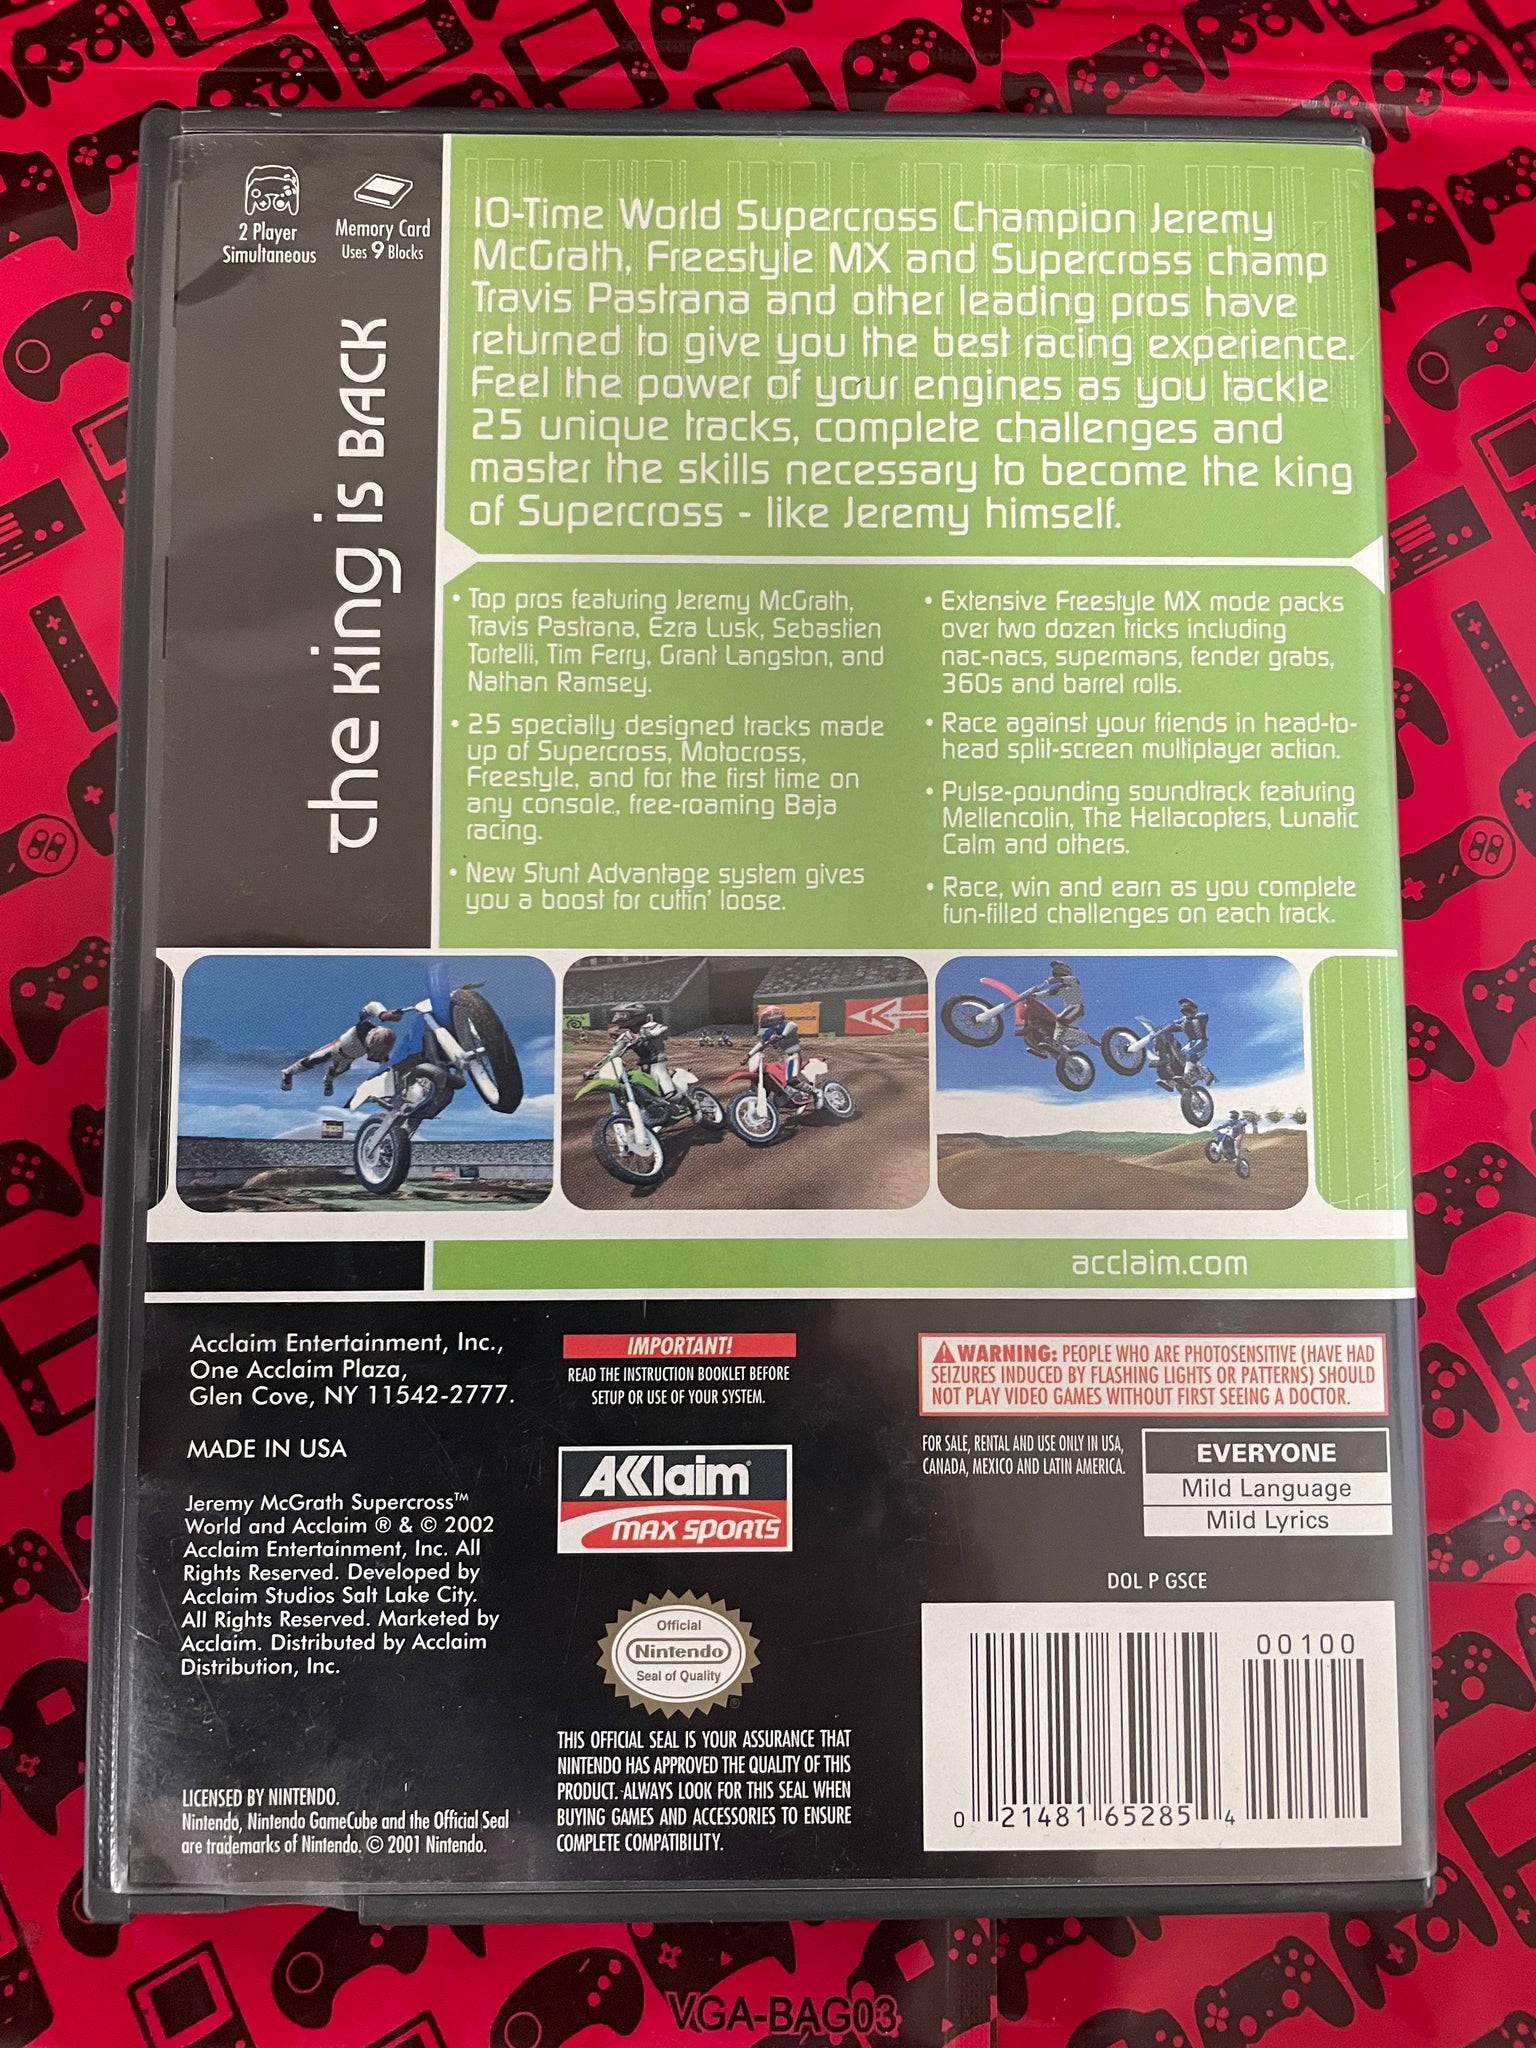 2 Player
Simultaneous
Memory Card
Uses 9 Blocks
the king is BACK
10-Time World Supercross Champion Jeremy
McGrath, Freestyle MX and Supercross champ
Travis Pastrana and other leading pros have
returned to give you the best racing experience.
Feel the power of your engines as you tackle
25 unique tracks, complete challenges and
master the skills necessary to become the king
of Supercross - like Jeremy himself.
• Top pros featuring Jeremy McGrath,
Travis Pastrana, Ezra Lusk, Sebastien
Tortelli, Tim Ferry, Grant Langston, and
Nathan Ramsey.
• 25 specially designed tracks made
up of Supercross, Motocross,
Freestyle, and for the first time on
any console, free-roaming Baja
racing.
• New Stunt Advantage system gives
you a boost for cuttin' loose.
• Extensive Freestyle MX mode packs
over two dozen tricks including
nac-nacs, supermans, fender grabs,
360s and barrel rolls.
• Race against your friends in head-to-
head split-screen multiplayer action.
• Pulse-pounding soundtrack featuring
Mellencolin, The Hellacopters, Lunatic
Calm and others.
• Race, win and earn as you complete
fun-filled challenges on each track.
acclaim.com
Acclaim Entertainment, Inc.,
One Acclaim Plaza,
Glen Cove, NY 11542-2777.
MADE IN USA
Jeremy McGrath Supercross™
World and Acclaim ® & © 2002
Acclaim Entertainment, Inc. All
Rights Reserved. Developed by
Acclaim Studios Salt Lake City.
All Rights Reserved. Marketed by
Acclaim. Distributed by Acclaim
Distribution, Inc.
LICENSED BY NINTENDO.
Nintendo, Nintendo GameCube and the Official Seal
are trademarks of Nintendo. © 2001 Nintendo.
IMPORTANT!
READ THE INSTRUCTION BOOKLET BEFORE
SETUP OR USE OF YOUR SYSTEM.
AKKlaim
MAX SPORTS
Official
Nintendo
Seal of Quality
THIS OFFICIAL SEAL IS YOUR ASSURANCE THAT
NINTENDO HAS APPROVED THE QUALITY OF THIS
PRODUCT. ALWAYS LOOK FOR THIS SEAL WHEN
BUYING GAMES AND ACCESSORIES TO ENSURE
COMPLETE COMPATIBILITY.
WARNING: PEOPLE WHO ARE PHOTOSENSITIVE (HAVE HAD
SEIZURES INDUCED BY FLASHING LIGHTS OR PATTERNS) SHOULD
NOT PLAY VIDEO GAMES WITHOUT FIRST SEEING A DOCTOR.
FOR SALE, RENTAL AND USE ONLY IN USA,
CANADA, MEXICO AND LATIN AMERICA.
EVERYONE
Mild Language
Mild Lyrics
DOL P GSCE
00100
0 21481 65285 4
VGA-BAG03